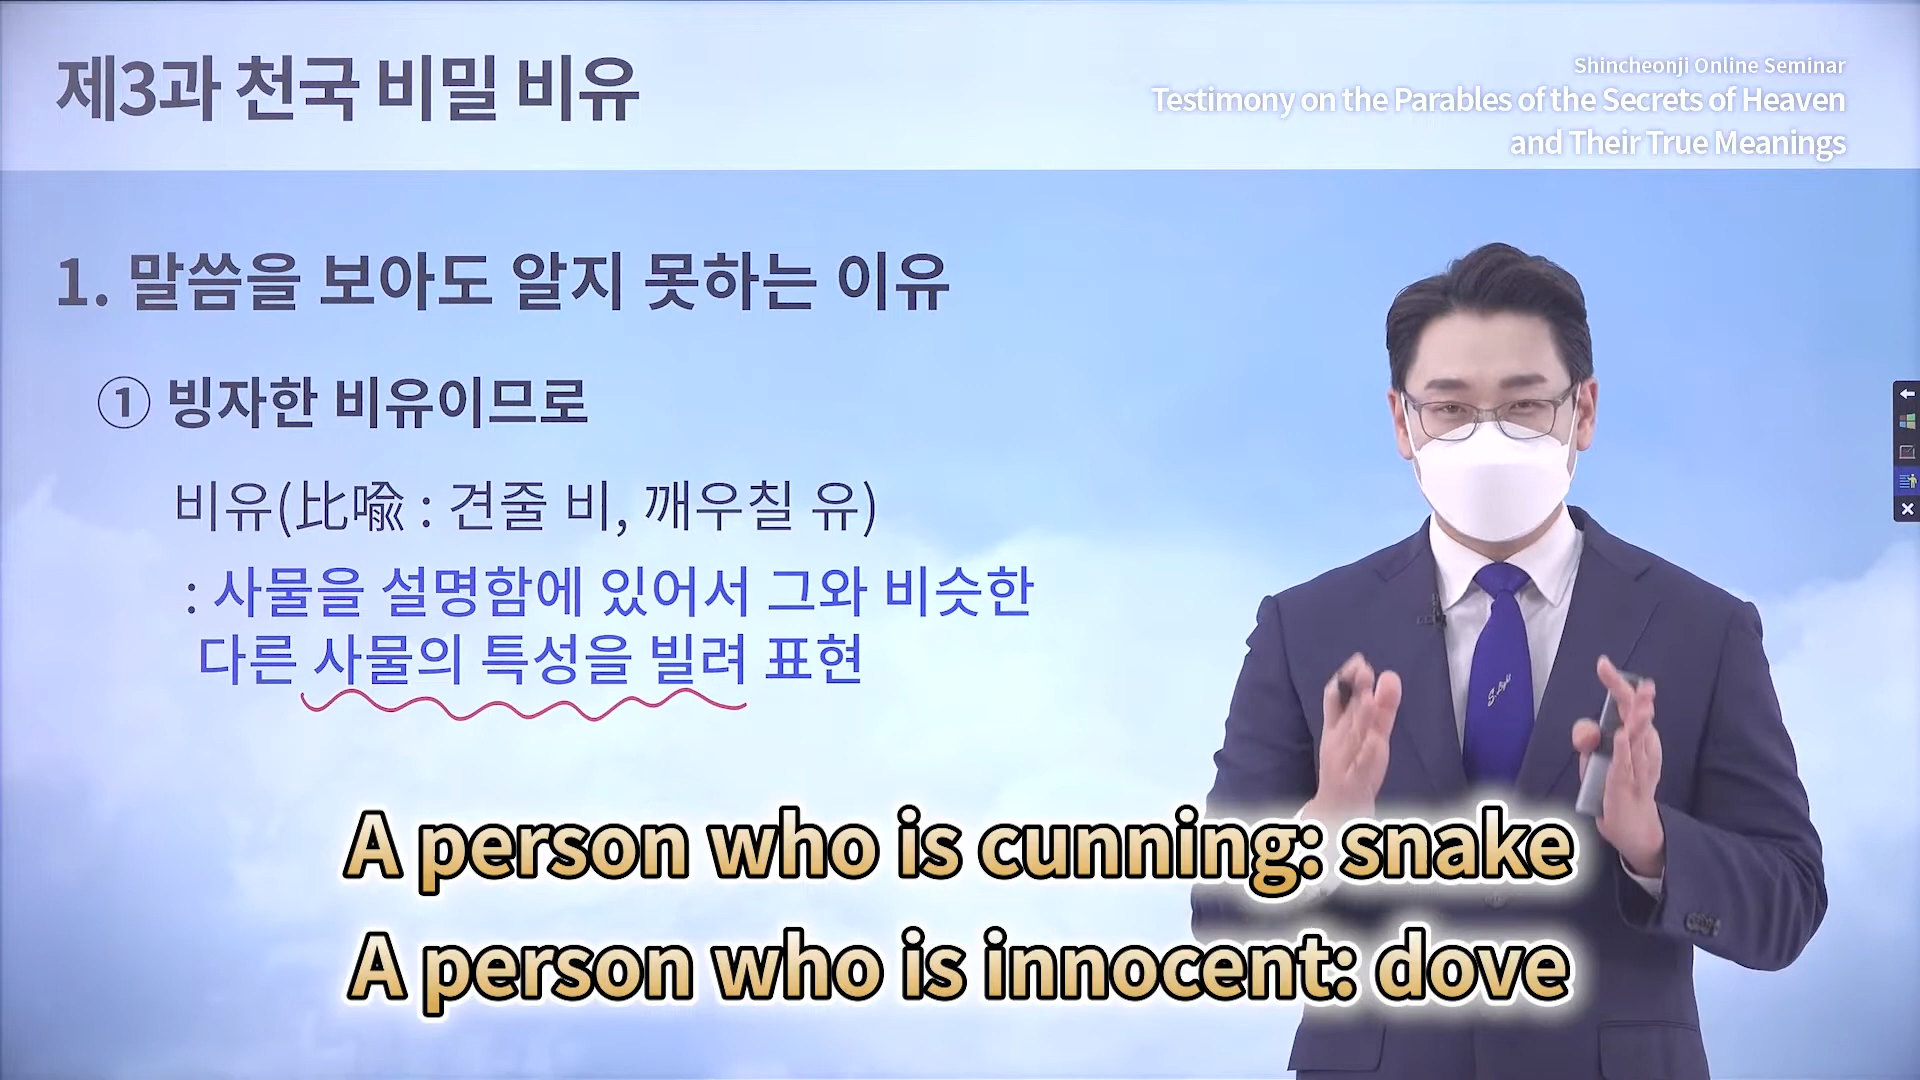 제3과 천국 비밀 비유
Shincheonji Online Seminar
Testimony on the Parables of the Secrets of Heaven
and Their True Meanings
1. 말씀을 보아도 알지 못하는 이유
① 빙자한 비유이므로
비유(比喩 : 견줄 비, 깨우칠 유)
: 사물을 설명함에 있어서 그와 비슷한
다른 사물의 특성을 빌려 표현
A person who is cunning: snake
A person who is innocent: dove